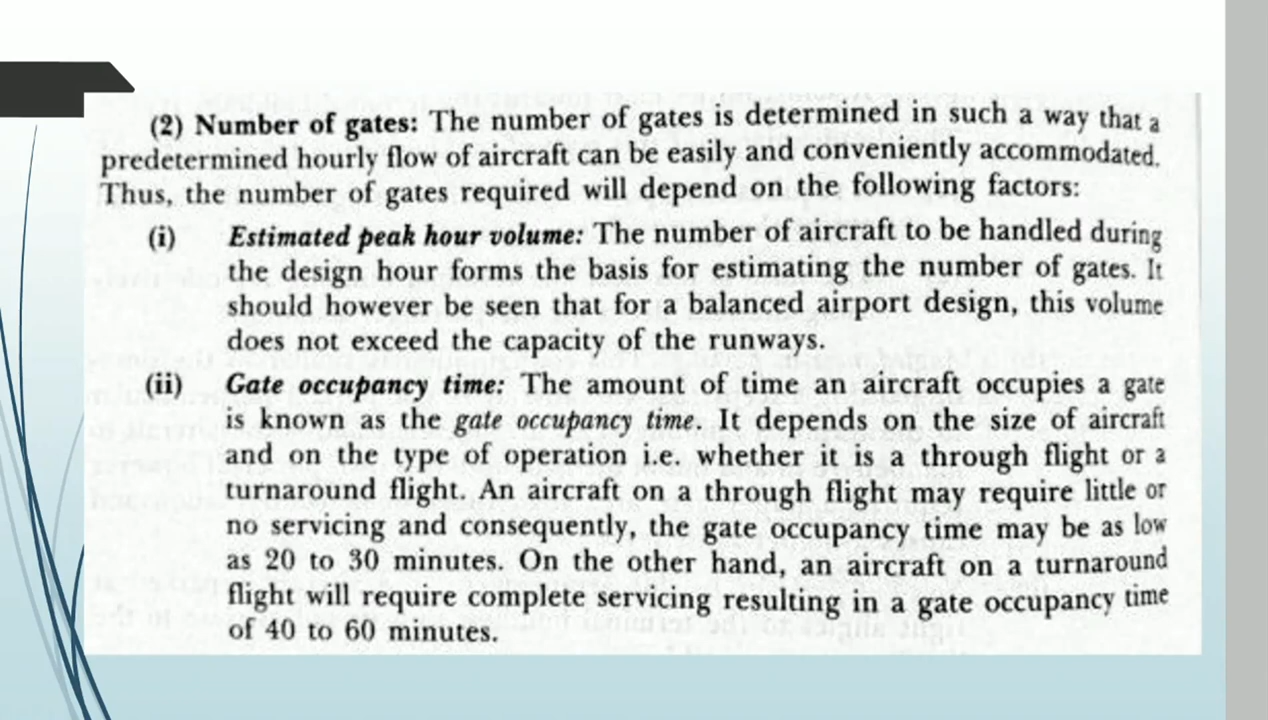 (2) Number of gates: The number of gates is determined in such a way that a
predetermined hourly flow of aircraft can be easily and conveniently accommodated.
Thus, the number of gates required will depend on the following factors:
(i) Estimated peak hour volume: The number of aircraft to be handled during
the design hour forms the basis for estimating the number of gates. It
should however be seen that for a balanced airport design, this volume
does not exceed the capacity of the runways.
(ii) Gate occupancy time: The amount of time an aircraft occupies a gate
is known as the gate occupancy time. It depends on the size of aircraft
and on the type of operation i.e. whether it is a through flight or a
turnaround flight. An aircraft on a through flight may require little or
no servicing and consequently, the gate occupancy time may be as low
as 20 to 30 minutes. On the other hand, an aircraft on a turnaround
flight will require complete servicing resulting in a gate occupancy time
of 40 to 60 minutes.